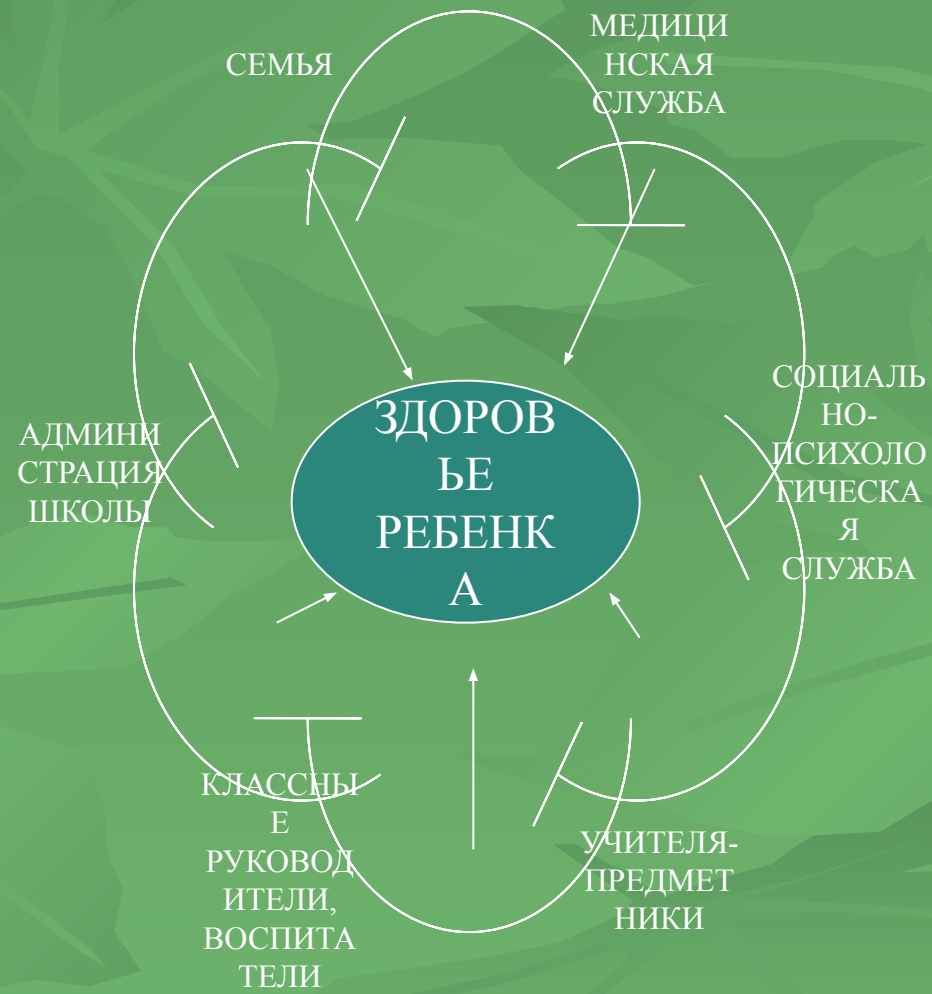 СЕМЬЯ
МЕДИЦИ
НСКАЯ
СЛУЖБА
АДМИНИ
СТРАЦИЯ
ШКОЛЫ
ЗДОРОВ
ЬЕ
РЕБЕНК
А
СОЦИАЛЬ
НО-
ПСИХОЛО
ГИЧЕСКА
Я
СЛУЖБА
КЛАССНЫ
Е
РУКОВОД
ИТЕЛИ,
ВОСПИТА
ТЕЛИ
УЧИТЕЛЯ-
ПРЕДМЕТ
НИКИ